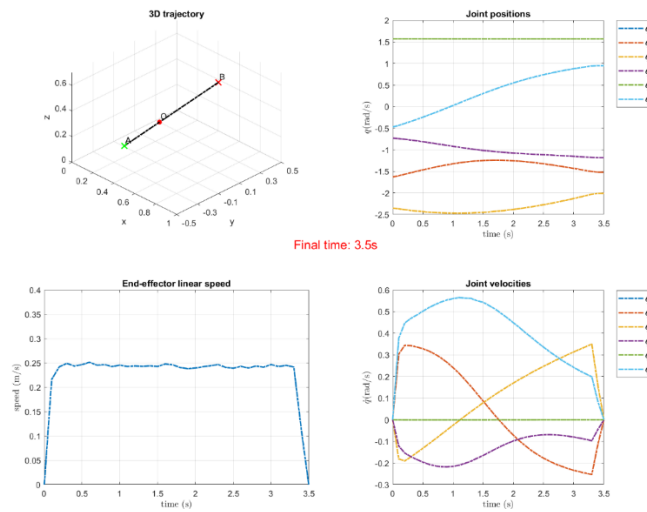 3D trajectory
0.6
0.4
0.2
0
z
A
O
B
0
0.2
0.4
0.6
0.8
1
x
-0.5
-0.3
-0.1
0.1
0.3
0.5
y
Joint positions
2
1.5
1
0.5
0
-0.5
-1
-1.5
-2
-2.5
q(rad/s)
0 0.5 1 1.5 2 2.5 3 3.5
time (s)
Final time: 3.5s
End-effector linear speed
0.4
0.35
0.3
0.25
0.2
0.15
0.1
0.05
0
speed (m/s)
0 0.5 1 1.5 2 2.5 3 3.5
time (s)
Joint velocities
0.6
0.5
0.4
0.3
0.2
0.1
0
-0.1
-0.2
-0.3
q̇(rad/s)
0 0.5 1 1.5 2 2.5 3 3.5
time (s)